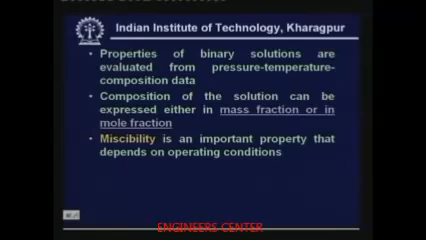 Indian Institute of Technology, Kharagpur
• Properties of binary solutions are
evaluated from pressure-temperature-
composition data
• Composition of the solution can be
expressed either in mass fraction or in
mole fraction
• Miscibility is an important property that
depends on operating conditions
ENGINEERS CENTER